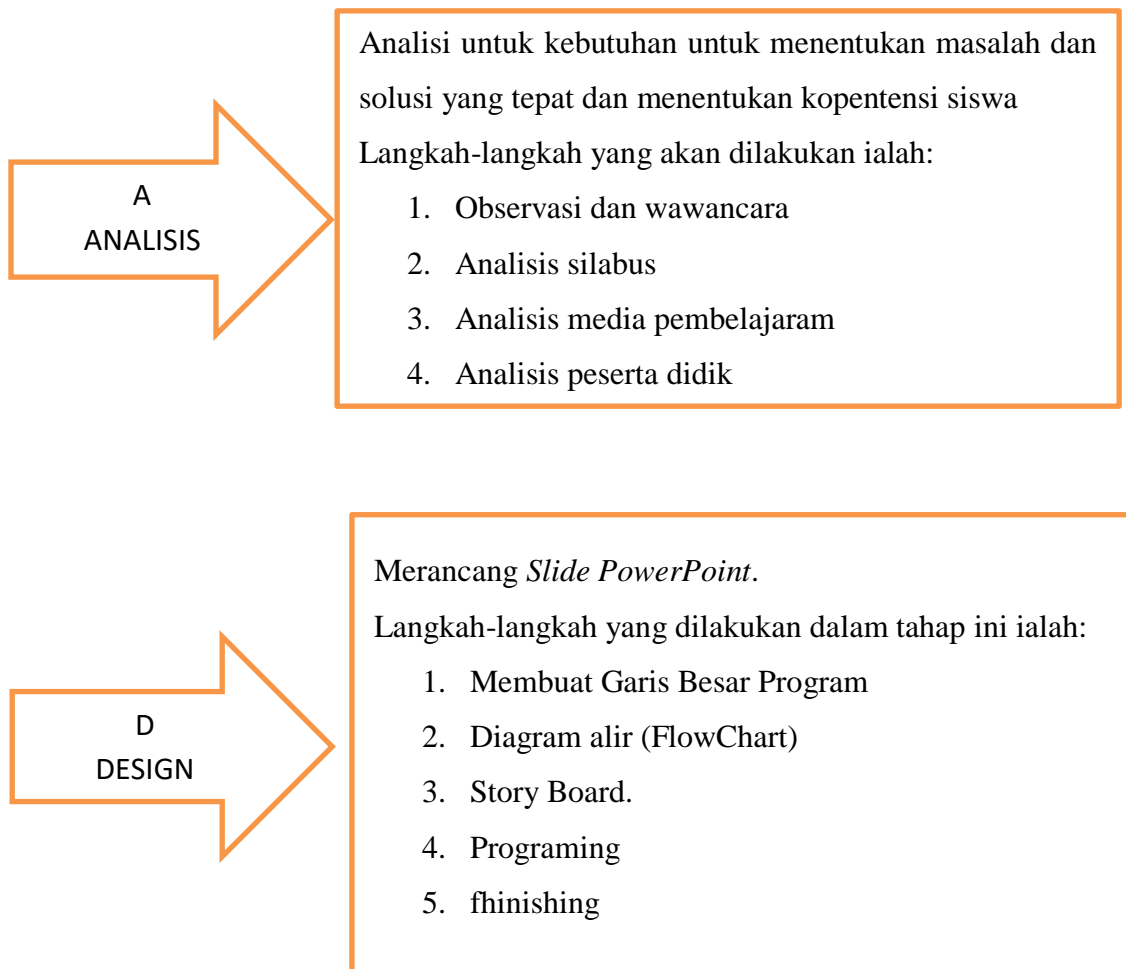 A
ANALISIS
Analisi untuk kebutuhan untuk menentukan masalah dan
solusi yang tepat dan menentukan kopentensi siswa
Langkah-langkah yang akan dilakukan ialah:
1. Observasi dan wawancara
2. Analisis silabus
3. Analisis media pembelajaram
4. Analisis peserta didik
D
DESIGN
Merancang Slide PowerPoint.
Langkah-langkah yang dilakukan dalam tahap ini ialah:
1. Membuat Garis Besar Program
2. Diagram alir (FlowChart)
3. Story Board.
4. Programing
5. fhinishing